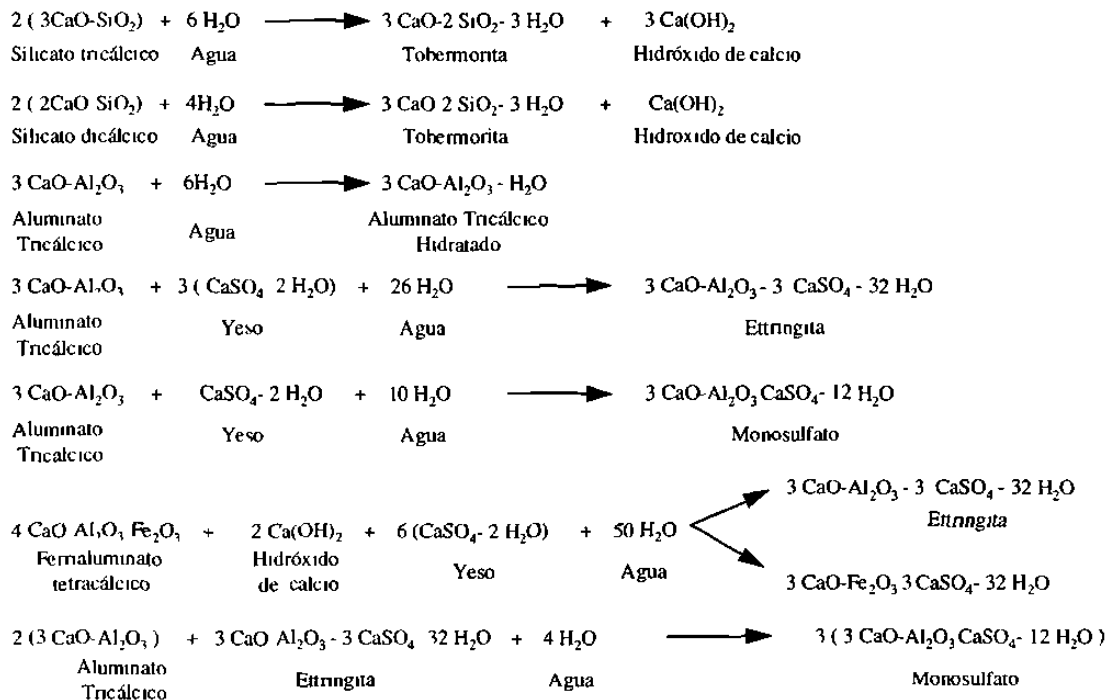 2 ( 3CaO-SiO₂) + 6 H₂O → 3 CaO-2 SiO₂- 3 H₂O + 3 Ca(OH)₂
Silicato tricálcico Agua Tobermorita Hidróxido de calcio
2 ( 2CaO SiO₂) + 4H₂O → 3 CaO 2 SiO₂- 3 H₂O + Ca(OH)₂
Silicato dicálcico Agua Tobermorita Hidroxido de calcio
3 CaO-Al₂O₃ + 6H₂O → 3 CaO-Al₂O₃ - H₂O
Aluminato Agua Aluminato Tricálcico
Tricálcico Hidratado
3 CaO-Al₂O₃ + 3 ( CaSO₄ 2 H₂O) + 26 H₂O → 3 CaO-Al₂O₃ - 3 CaSO₄ - 32 H₂O
Aluminato Yeso Agua Ettringita
Tricálcico
3 CaO-Al₂O₃ + CaSO₄- 2 H₂O + 10 H₂O → 3 CaO-Al₂O₃ CaSO₄- 12 H₂O
Aluminato Yeso Agua Monosulfato
Tricalcico
3 CaO-Al₂O₃ - 3 CaSO₄ - 32 H₂O
Ettringita
4 CaO Al₂O₃ Fe₂O₃ + 2 Ca(OH)₂ + 6 (CaSO₄- 2 H₂O) + 50 H₂O
Ferraluminato Hidróxido Yeso Agua
tetracálcico de calcio
3 CaO-Fe₂O₃ 3 CaSO₄- 32 H₂O
2 (3 CaO-Al₂O₃ ) + 3 CaO Al₂O₃ - 3 CaSO₄ 32 H₂O + 4 H₂O → 3 ( 3 CaO-Al₂O₃ CaSO₄- 12 H₂O )
Aluminato Ettringita Agua Monosulfato
Tricálcico